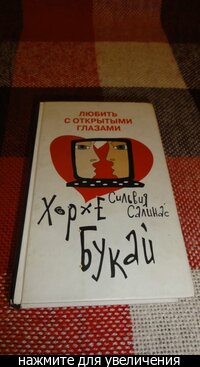 ЛЮБИТЬ
С ОТКРЫТЫМИ
ГЛАЗАМИ
Хорхе
Сильвия
Салинас
Букай
нажмите для увеличения